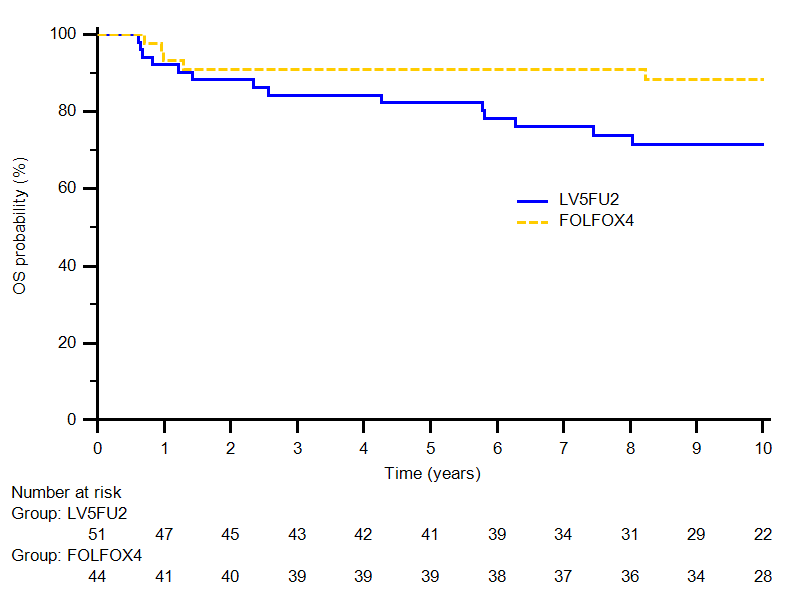 100
80
60
40
20
0
OS probability (%)
LV5FU2
FOLFOX4
0 1 2 3 4 5 6 7 8 9 10
Time (years)
Number at risk
Group: LV5FU2
51 47 45 43 42 41 39 34 31 29 22
Group: FOLFOX4
44 41 40 39 39 39 38 37 36 34 28